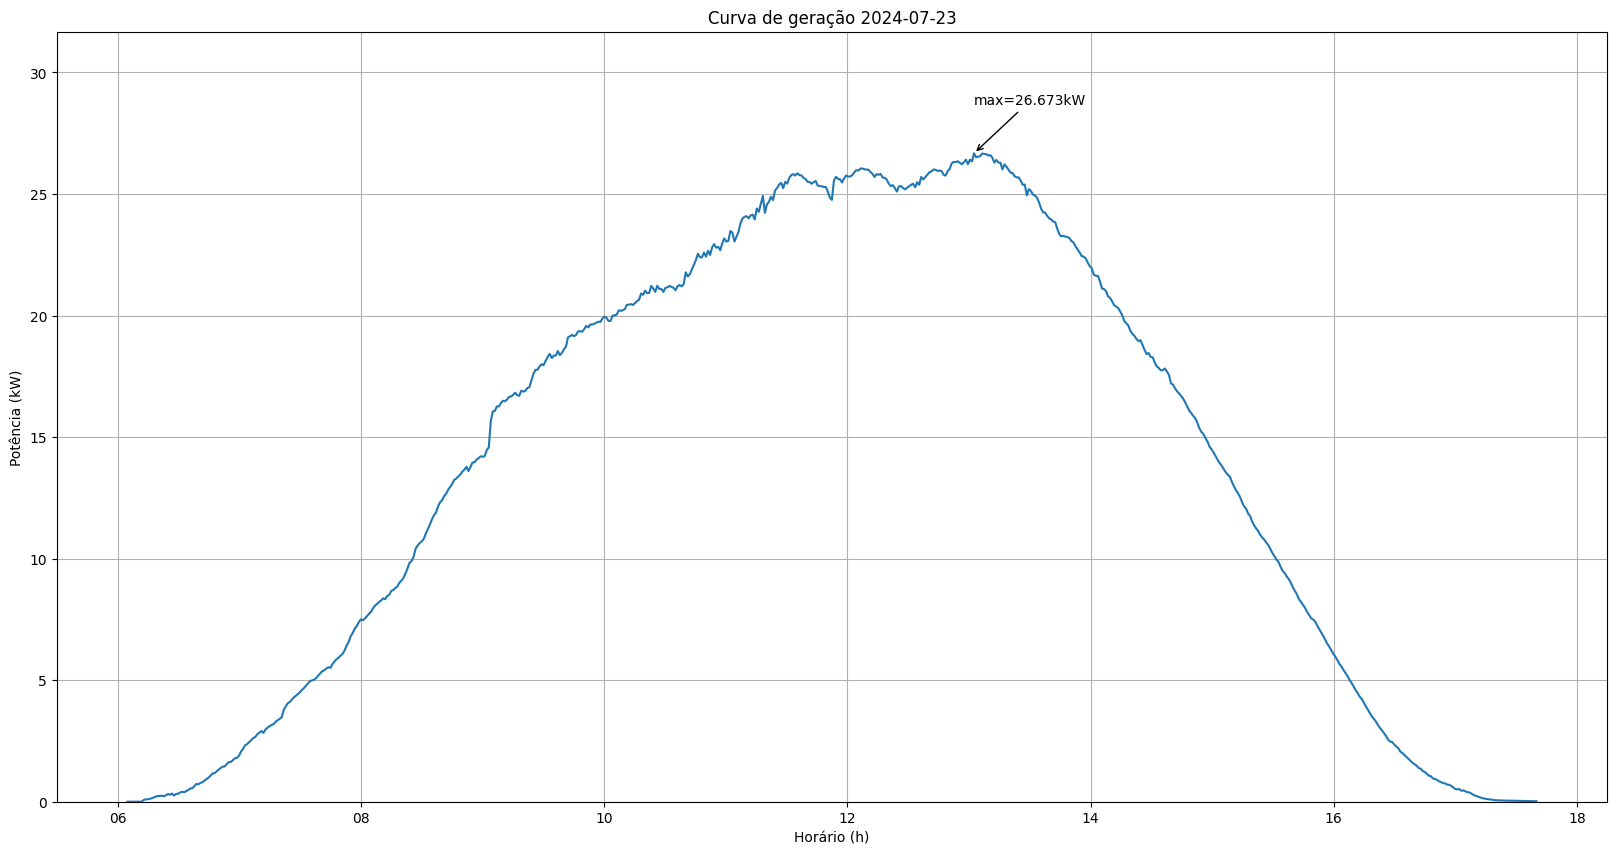 Curva de geração 2024-07-23
max=26.673kW
Potência (kW)
30
25
20
15
10
5
0
06 08 10 12 14 16 18
Horário (h)